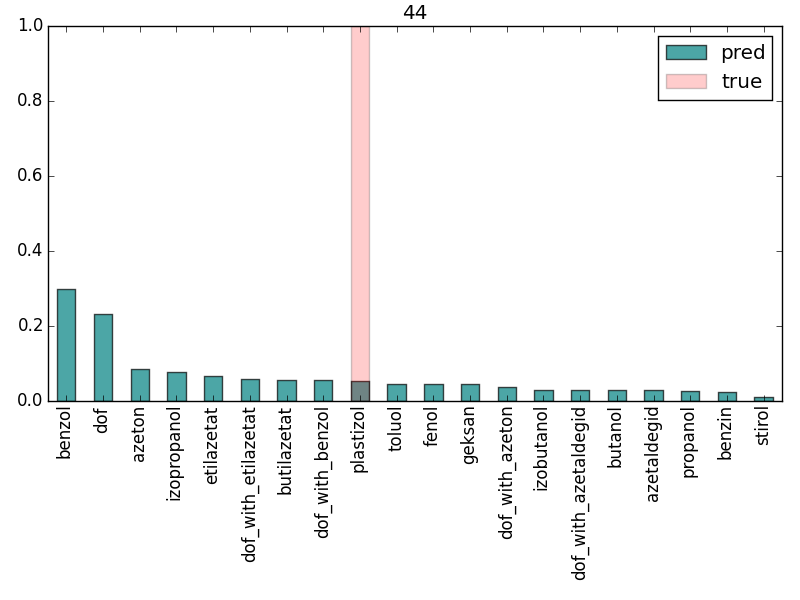 44
1.0
0.8
0.6
0.4
0.2
0.0
pred
true
benzol
dof
azeton
izopropanol
etilazetat
dof_with_etilazetat
butilazetat
dof_with_benzol
plastizol
toluol
fenol
geksan
dof_with_azeton
izobutanol
dof_with_azetaldegid
butanol
azetaldegid
propanol
benzin
stirol